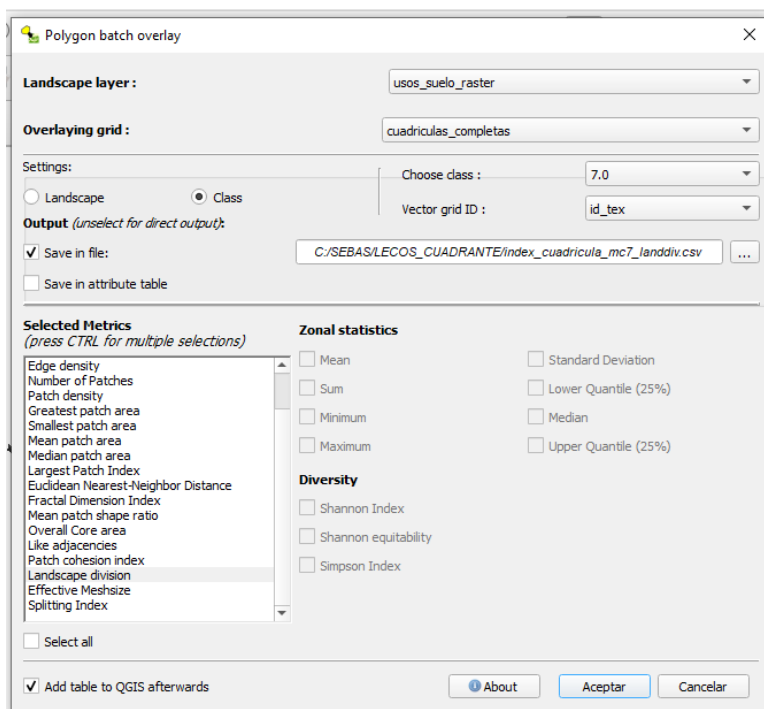 Polygon batch overlay
Landscape layer :
usos_suelo_raster
Overlaying grid :
cuadriculas_completas
Settings:
Landscape
Class
Choose class :
7.0
Vector grid ID :
id_tex
Output (unselect for direct output):
Save in file:
C:/SEBAS/LECOS_CUADRANTE/index_cuadricula_mc7_landdiv.csv
...
Save in attribute table
Selected Metrics
(press CTRL for multiple selections)
Edge density
Number of Patches
Patch density
Greatest patch area
Smallest patch area
Mean patch area
Median patch area
Largest Patch Index
Euclidean Nearest-Neighbor Distance
Fractal Dimension Index
Mean patch shape ratio
Overall Core area
Like adjacencies
Patch cohesion index
Landscape division
Effective Meshsize
Splitting Index
Select all
Zonal statistics
Mean
Standard Deviation
Sum
Lower Quantile (25%)
Minimum
Median
Maximum
Upper Quantile (25%)
Diversity
Shannon Index
Shannon equitability
Simpson Index
Add table to QGIS afterwards
About
Aceptar
Cancelar